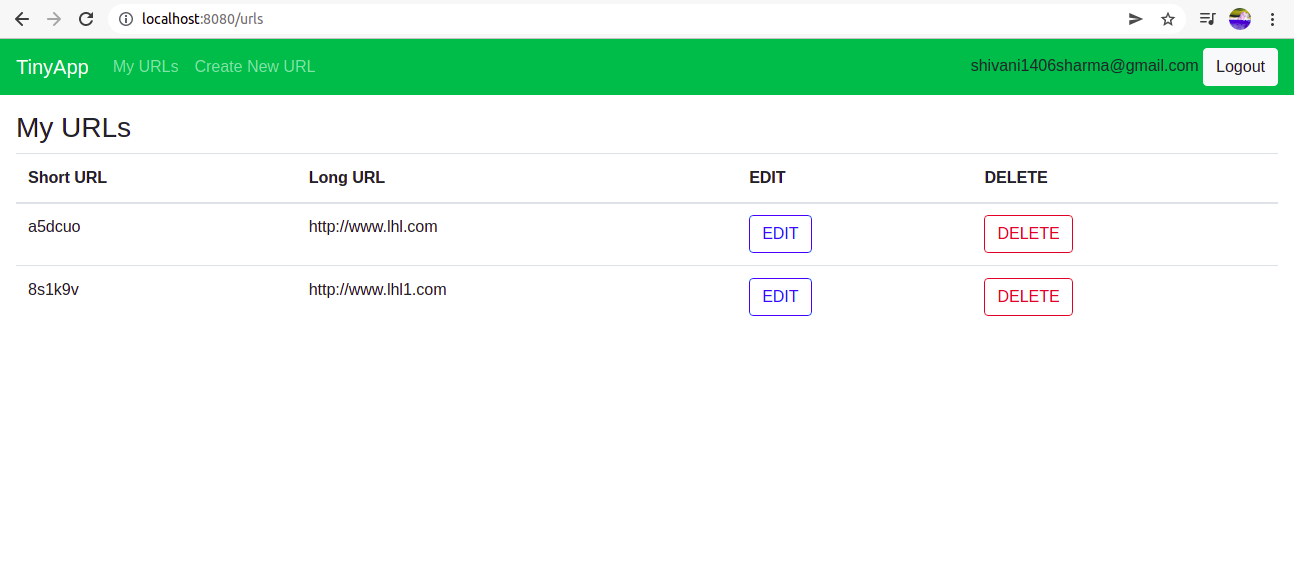 localhost:8080/urls
TinyApp My URLs Create New URL shivani1406sharma@gmail.com Logout
My URLs
Short URL Long URL EDIT DELETE
a5dcuo http://www.lhl.com EDIT DELETE
8s1k9v http://www.lhl1.com EDIT DELETE